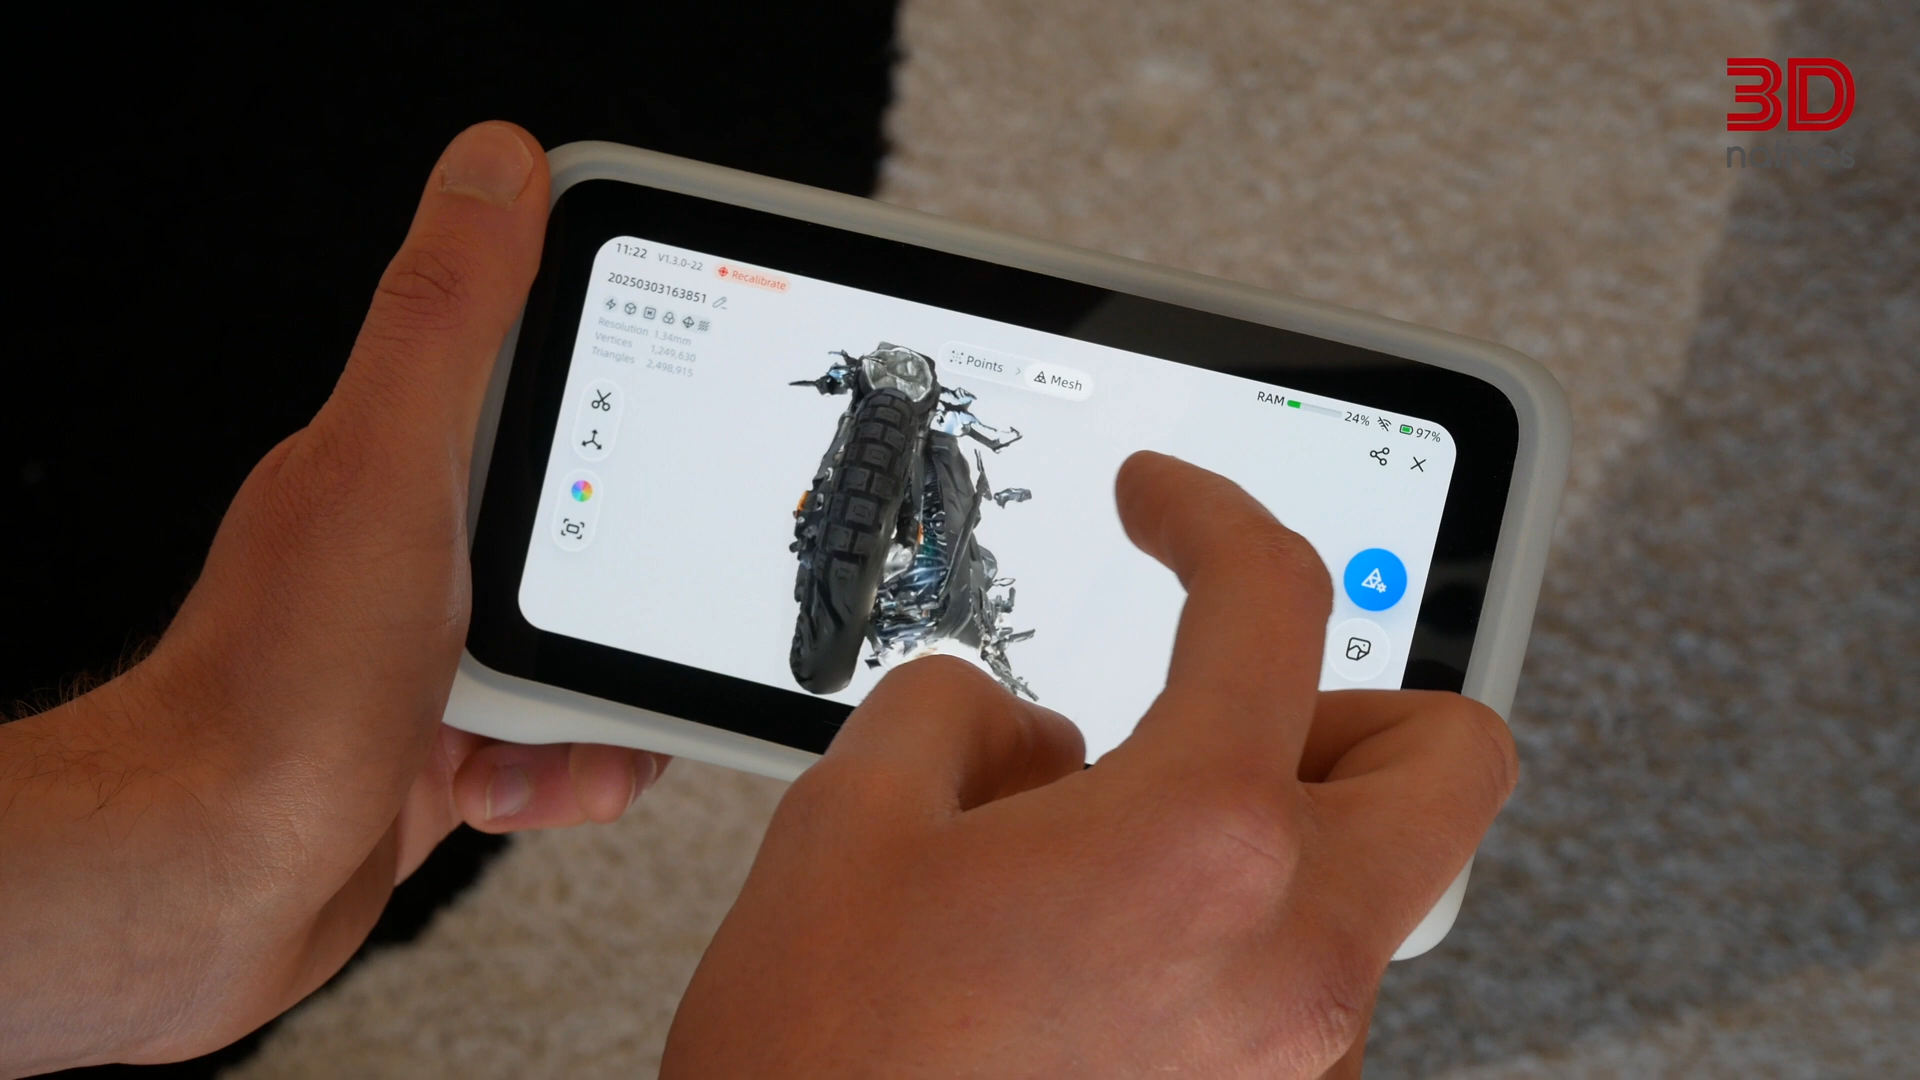 3D
natives
11:22 V1.3.0-22 Recalibrate
20250303163851
Resolution 1.34mm
Vertices 1,249,630
Triangles 2,498,915
Points > Mesh
RAM 24% 97%